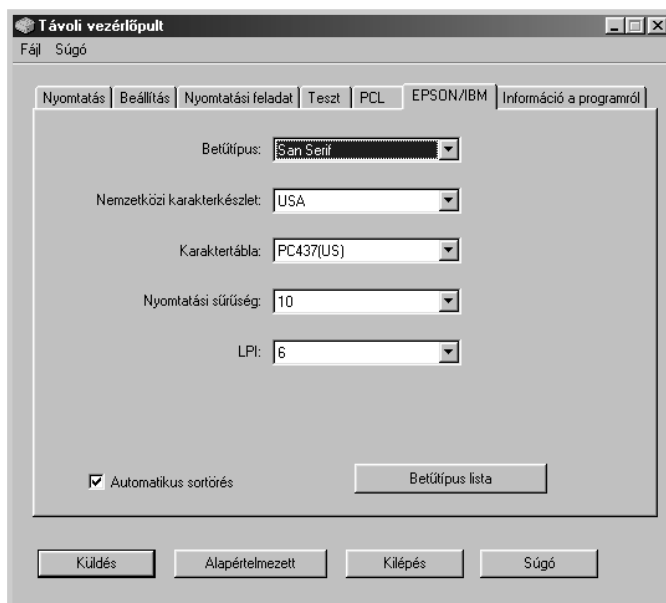 Távoli vezérlőpult
Fájl Súgó
Nyomtatás Beállítás Nyomtatási feladat Teszt PCL EPSON/IBM Információ a programról
Betűtípus: San Serif
Nemzetközi karakterkészlet: USA
Karaktertábla: PC437(US)
Nyomtatási sűrűség: 10
LPI: 6
Automatikus sortörés Betűtípus lista
Küldés Alapértelmezett Kilépés Súgó